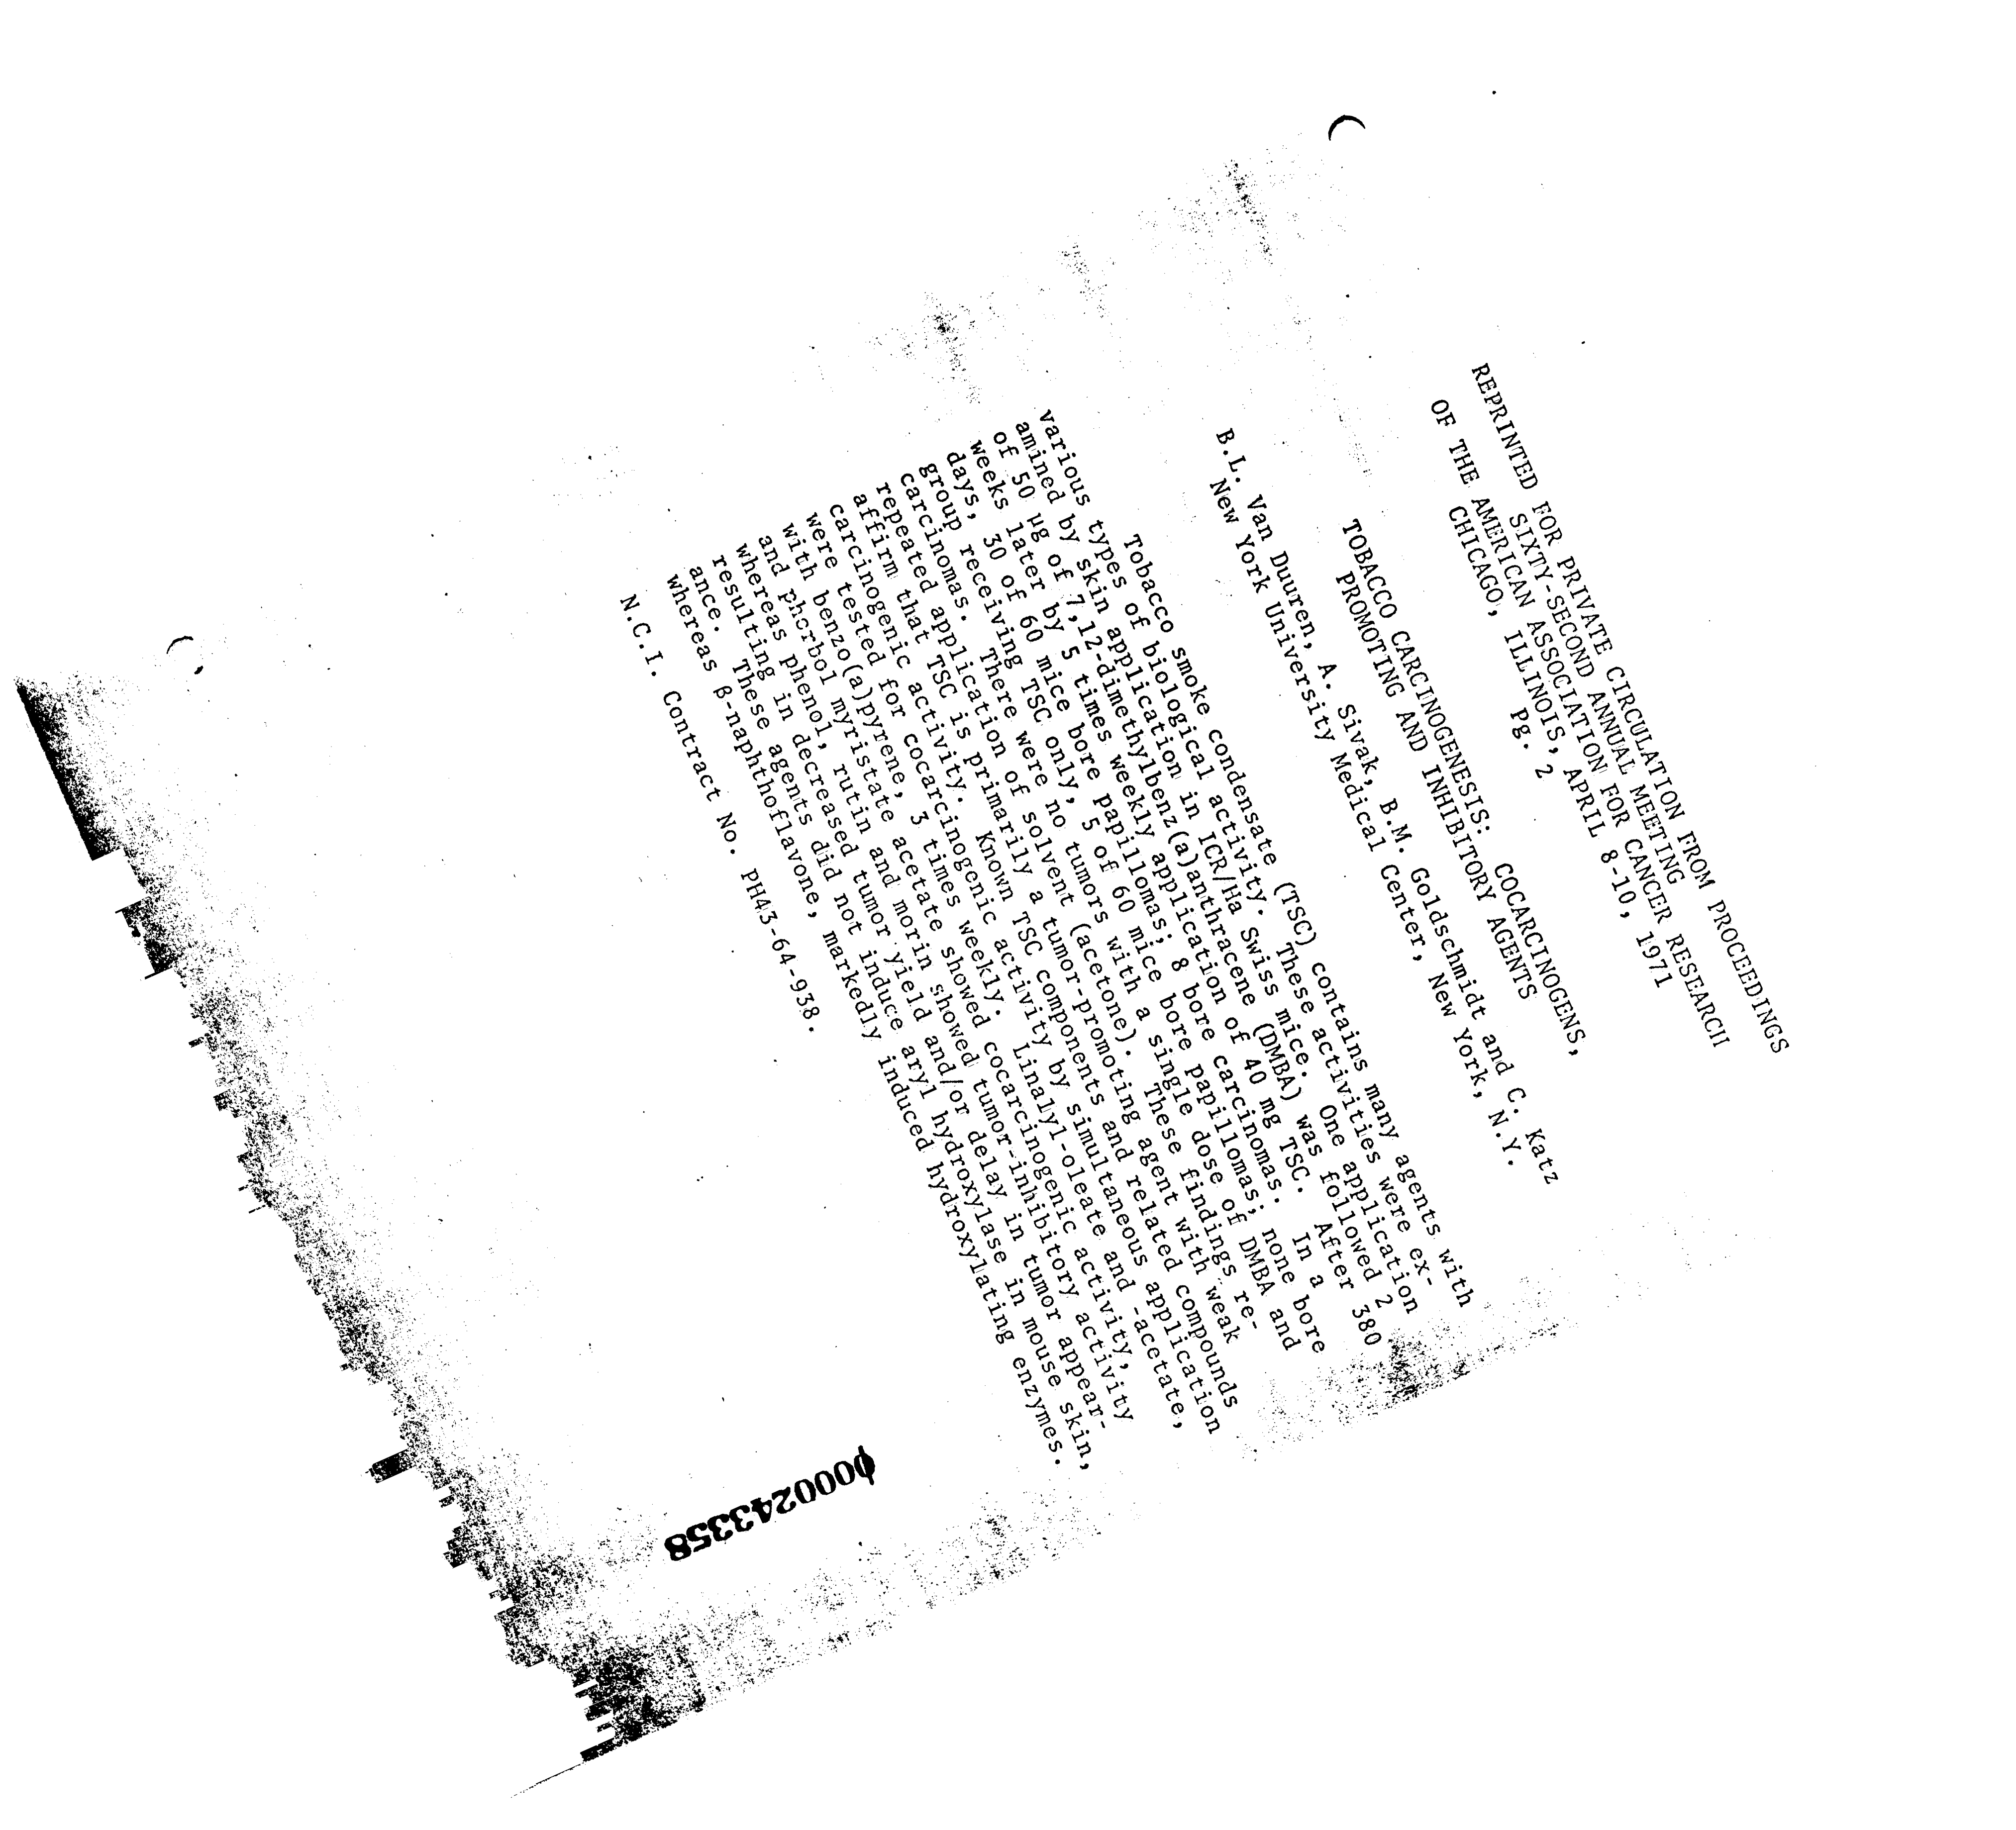 REPRINTED FOR PRIVATE CIRCULATION FROM PROCEEDINGS
SIXTY-SECOND ANNUAL MEETING
OF THE AMERICAN ASSOCIATION FOR CANCER RESEARCH
CHICAGO, ILLINOIS, APRIL 8-10, 1971
Pg. 2
TOBACCO CARCINOGENESIS: COCARCINOGENS,
PROMOTING AND INHIBITORY AGENTS
B.L. Van Duuren, A. Sivak, B.M. Goldschmidt and C. Katz
New York University Medical Center, New York, N.Y.
Tobacco smoke condensate (TSC) contains many agents with
various types of biological activity. These activities were ex-
amined by skin application in ICR/Ha Swiss mice. One application
of 50 µg of 7,12-dimethylbenz(a)anthracene (DMBA) was followed 2
weeks later by 5 times weekly application of 40 mg TSC. After 380
days, 30 of 60 mice bore papillomas; 8 bore carcinomas. In a
group receiving TSC only, 5 of 60 mice bore papillomas; none bore
carcinomas. There were no tumors with a single dose of DMBA and
repeated application of solvent (acetone). These findings re-
affirm that TSC is primarily a tumor-promoting agent with weak
carcinogenic activity. Known TSC components and related compounds
were tested for cocarcinogenic activity by simultaneous application
with benzo(a)pyrene, 3 times weekly. Linalyl-oleate and -acetate,
and phorbol myristate acetate showed cocarcinogenic activity,
whereas phenol, rutin and morin showed tumor-inhibitory activity
resulting in decreased tumor yield and/or delay in tumor appear-
ance. These agents did not induce aryl hydroxylase in mouse skin,
whereas β-naphthoflavone, markedly induced hydroxylating enzymes.
N.C.I. Contract No. PH43-64-938.
0000243358